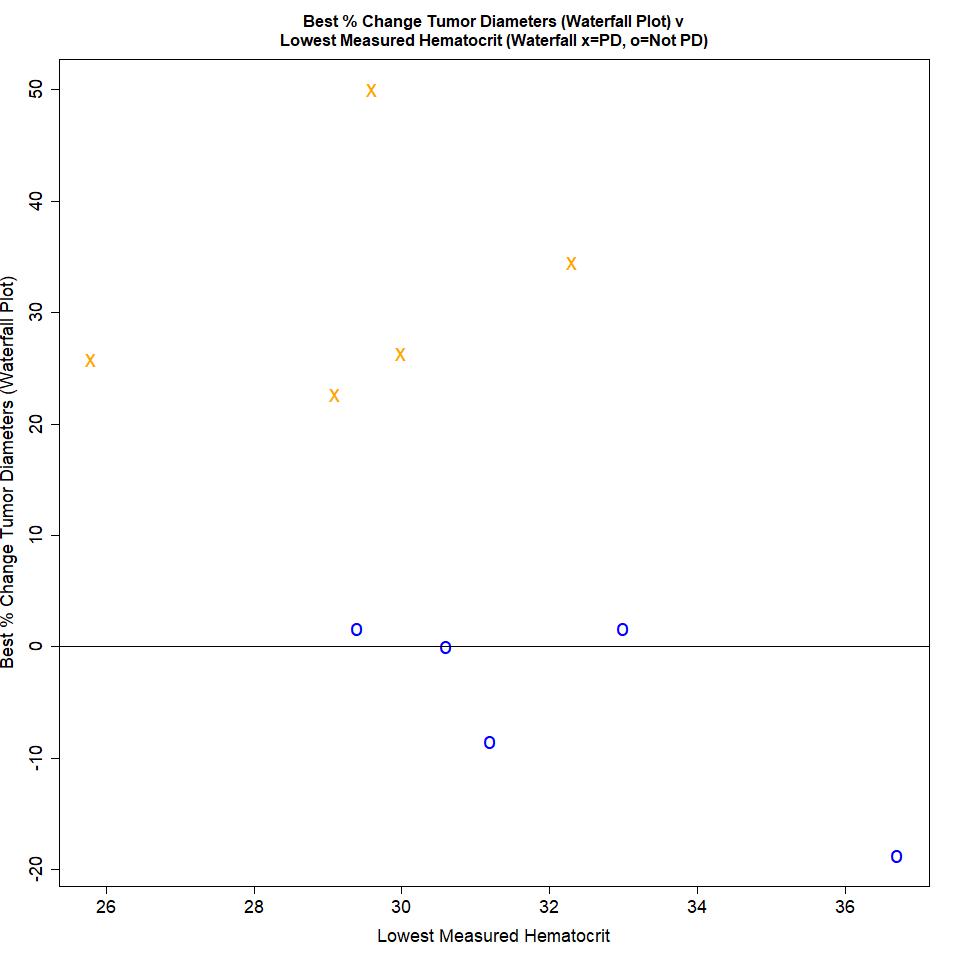 Best % Change Tumor Diameters (Waterfall Plot) v
Lowest Measured Hematocrit (Waterfall x=PD, o=Not PD)
Best % Change Tumor Diameters (Waterfall Plot)
50
40
30
20
10
0
-10
-20
x
x
x
x
x
o
o
o
o
o
26 28 30 32 34 36
Lowest Measured Hematocrit